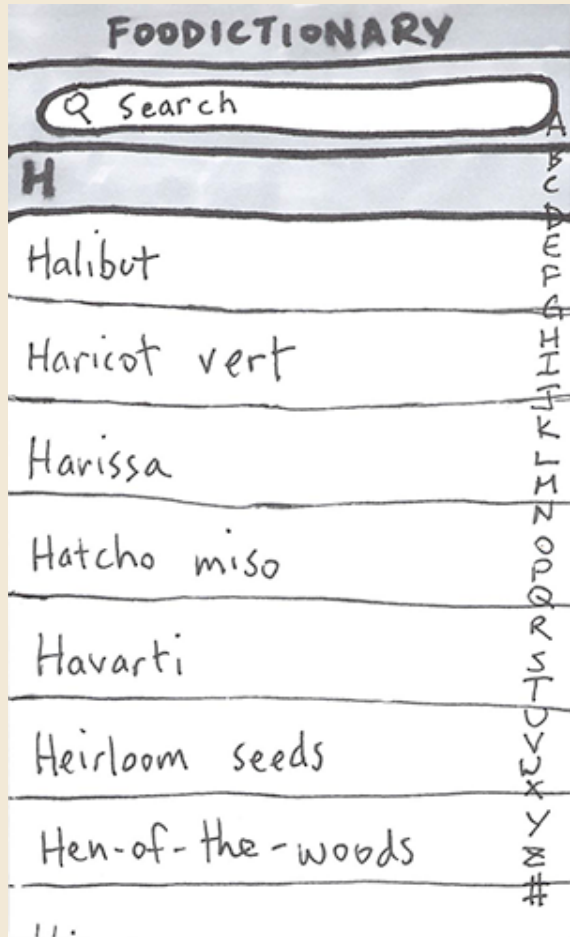 FOODICTIONARY
Search
H
Halibut
Haricot vert
Harissa
Hatcho miso
Havarti
Heirloom seeds
Hen-of-the-woods
A
B
C
D
E
F
G
H
I
J
K
L
M
N
O
P
Q
R
S
T
U
V
W
X
Y
Z
#